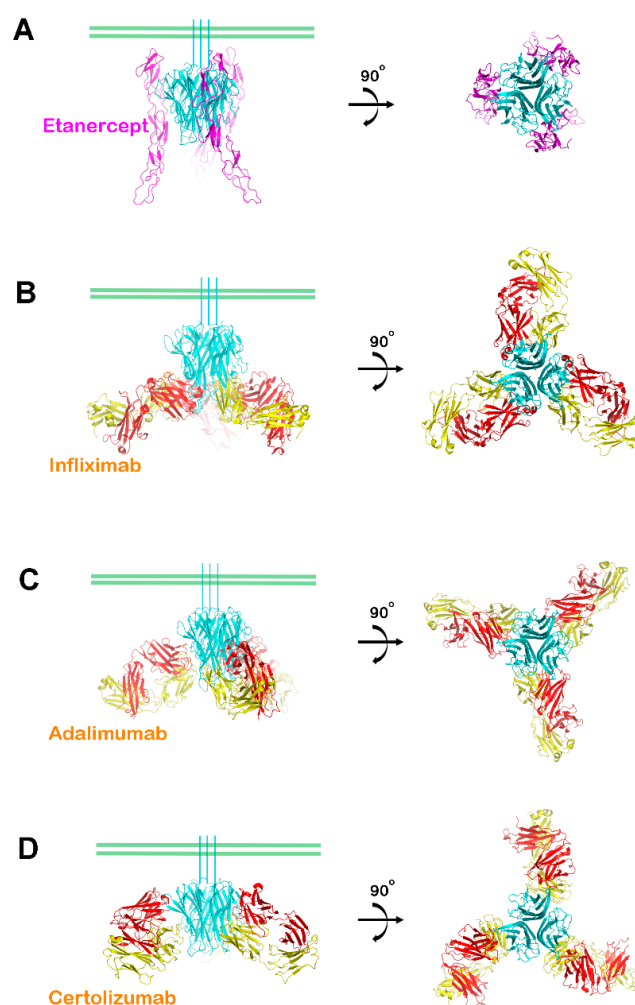 A
90°
Etanercept
B
90°
Infliximab
C
90°
Adalimumab
D
90°
Certolizumab